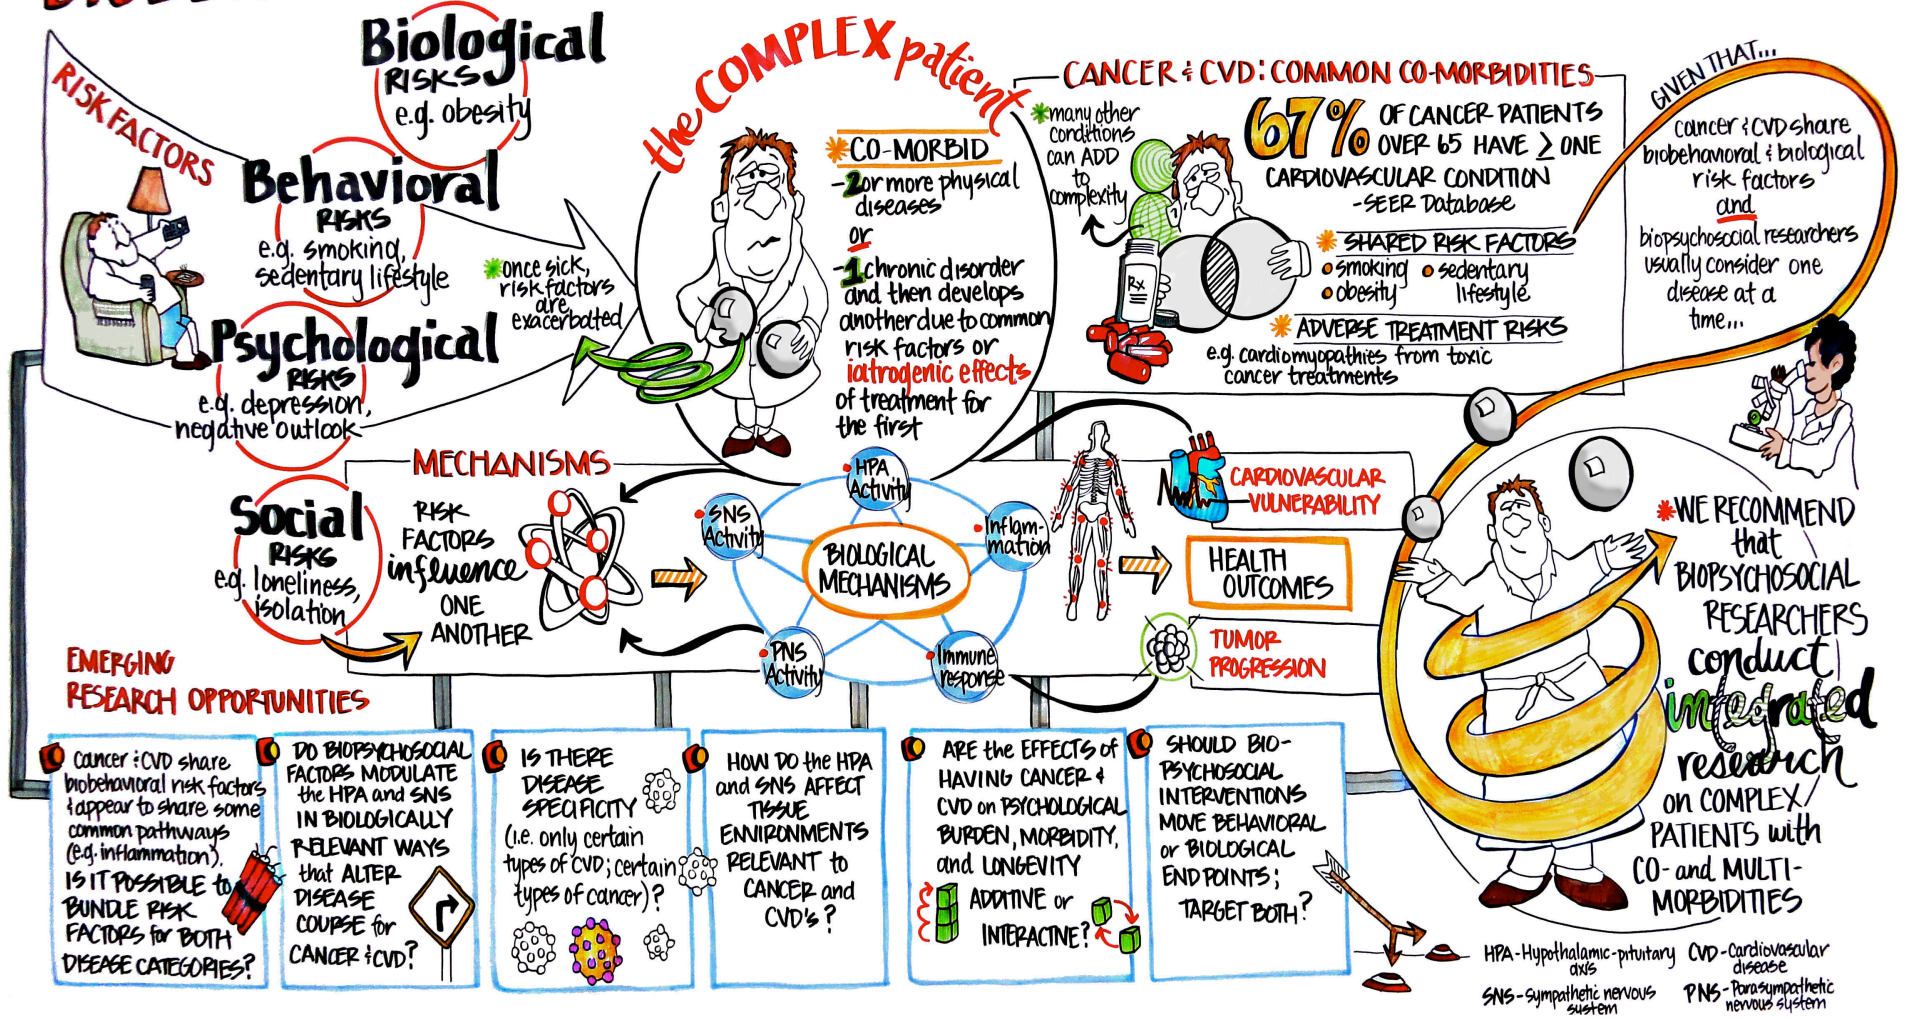 RISK FACTORS
Biological
RISKS
e.g. obesity
Behavioral
RISKS
e.g. smoking,
sedentary lifestyle
Psychological
RISKS
e.g. depression,
negative outlook
Social
RISKS
e.g. loneliness,
isolation
*once sick,
risk factors
are
exacerbated
the COMPLEX patient
*CO-MORBID
-2 or more physical
diseases
or
-1 chronic disorder
and then develops
another due to common
risk factors or
iatrogenic effects
of treatment for
the first
CANCER & CVD: COMMON CO-MORBIDITIES
*many other
conditions
can ADD
to
complexity
Rx
67% OF CANCER PATIENTS
OVER 65 HAVE ≥ ONE
CARDIOVASCULAR CONDITION
-SEER Database
*SHARED RISK FACTORS
•smoking •sedentary
•obesity lifestyle
*ADVERSE TREATMENT RISKS
e.g. cardiomyopathies from toxic
cancer treatments
GIVEN THAT...
cancer & CVD share
biobehavioral & biological
risk factors
and
biopsychosocial researchers
usually consider one
disease at a
time...
MECHANISMS
RISK
FACTORS
influence
ONE
ANOTHER
HPA
Activity
SNS
Activity
Inflam-
mation
BIOLOGICAL
MECHANISMS
PNS
Activity
Immune
response
CARDIOVASCULAR
VULNERABILITY
HEALTH
OUTCOMES
TUMOR
PROGRESSION
*WE RECOMMEND
that
BIOPSYCHOSOCIAL
RESEARCHERS
conduct
integrated
research
on COMPLEX
PATIENTS with
CO- and MULTI-
MORBIDITIES
EMERGING
RESEARCH OPPORTUNITIES
Cancer & CVD share
biobehavioral risk factors
& appear to share some
common pathways
(e.g. inflammation).
IS IT POSSIBLE to
BUNDLE RISK
FACTORS for BOTH
DISEASE CATEGORIES?
DO BIOPSYCHOSOCIAL
FACTORS MODULATE
the HPA and SNS
IN BIOLOGICALLY
RELEVANT WAYS
that ALTER
DISEASE
COURSE for
CANCER & CVD?
IS THERE
DISEASE
SPECIFICITY
(i.e. only certain
types of CVD; certain
types of cancer)?
HOW DO the HPA
and SNS AFFECT
TISSUE
ENVIRONMENTS
RELEVANT to
CANCER and
CVD's?
ARE the EFFECTS of
HAVING CANCER &
CVD on PSYCHOLOGICAL
BURDEN, MORBIDITY,
and LONGEVITY
ADDITIVE or
INTERACTIVE?
SHOULD BIO-
PSYCHOSOCIAL
INTERVENTIONS
MOVE BEHAVIORAL
or BIOLOGICAL
ENDPOINTS;
TARGET BOTH?
HPA-Hypothalamic-pituitary
axis
CVD-Cardiovascular
disease
SNS-Sympathetic nervous
system
PNS-Parasympathetic
nervous system